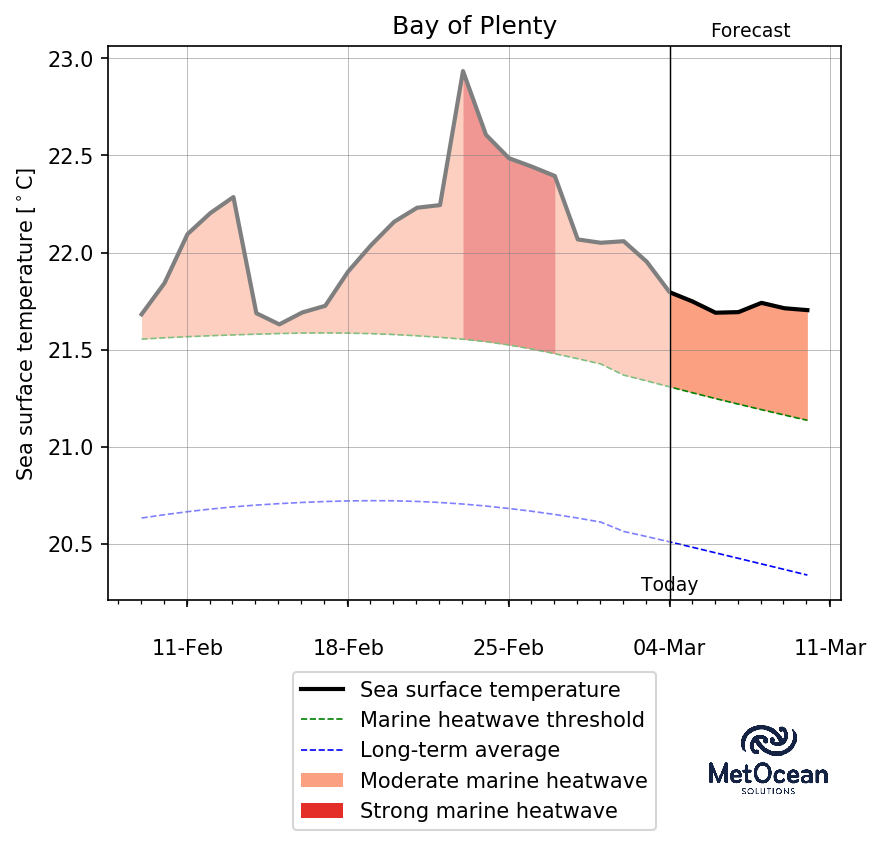 Bay of Plenty
Forecast
Sea surface temperature [°C]
23.0
22.5
22.0
21.5
21.0
20.5
Today
11-Feb
18-Feb
25-Feb
04-Mar
11-Mar
Sea surface temperature
Marine heatwave threshold
Long-term average
Moderate marine heatwave
Strong marine heatwave
MetOcean
SOLUTIONS